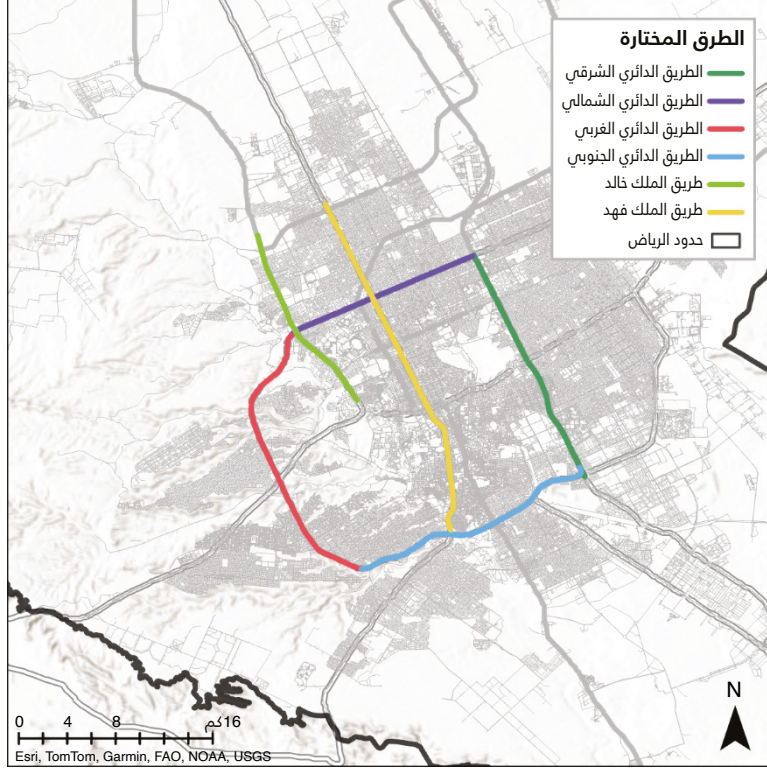 الطرق المختارة
الطريق الدائري الشرقي
الطريق الدائري الشمالي
الطريق الدائري الغربي
الطريق الدائري الجنوبي
طريق الملك خالد
طريق الملك فهد
حدود الرياض
N
0 4 8 16كم
Esri, TomTom, Garmin, FAO, NOAA, USGS